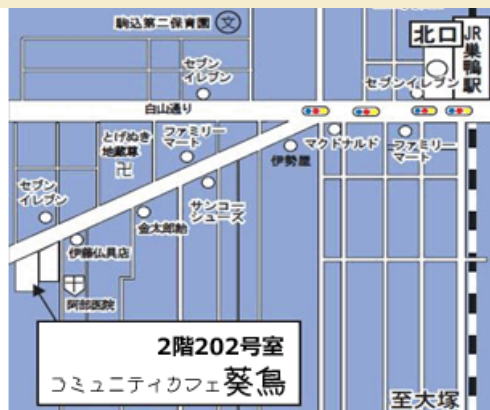 駒込第二保育園
文
北口
JR
巣鴨駅
セブン
イレブン
セブンイレブン
白山通り
とげぬき
地蔵尊
卍
ファミリー
マート
伊勢屋
マクドナルド
ファミリー
マート
セブン
イレブン
サンコー
シューズ
金太郎飴
伊藤仏具店
阿部医院
2階202号室
コミュニティカフェ葵鳥
至大塚